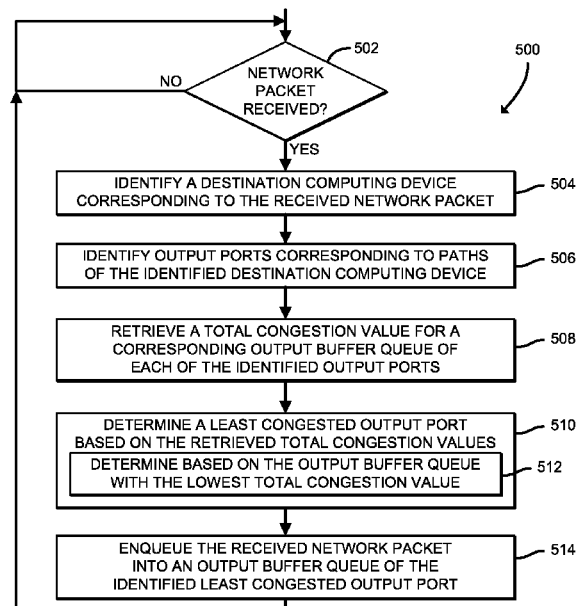 502
500
NETWORK
PACKET
RECEIVED?
NO
YES
IDENTIFY A DESTINATION COMPUTING DEVICE
CORRESPONDING TO THE RECEIVED NETWORK PACKET
504
IDENTIFY OUTPUT PORTS CORRESPONDING TO PATHS
OF THE IDENTIFIED DESTINATION COMPUTING DEVICE
506
RETRIEVE A TOTAL CONGESTION VALUE FOR A
CORRESPONDING OUTPUT BUFFER QUEUE OF
EACH OF THE IDENTIFIED OUTPUT PORTS
508
DETERMINE A LEAST CONGESTED OUTPUT PORT
BASED ON THE RETRIEVED TOTAL CONGESTION VALUES
510
DETERMINE BASED ON THE OUTPUT BUFFER QUEUE
WITH THE LOWEST TOTAL CONGESTION VALUE
512
ENQUEUE THE RECEIVED NETWORK PACKET
INTO AN OUTPUT BUFFER QUEUE OF THE
IDENTIFIED LEAST CONGESTED OUTPUT PORT
514